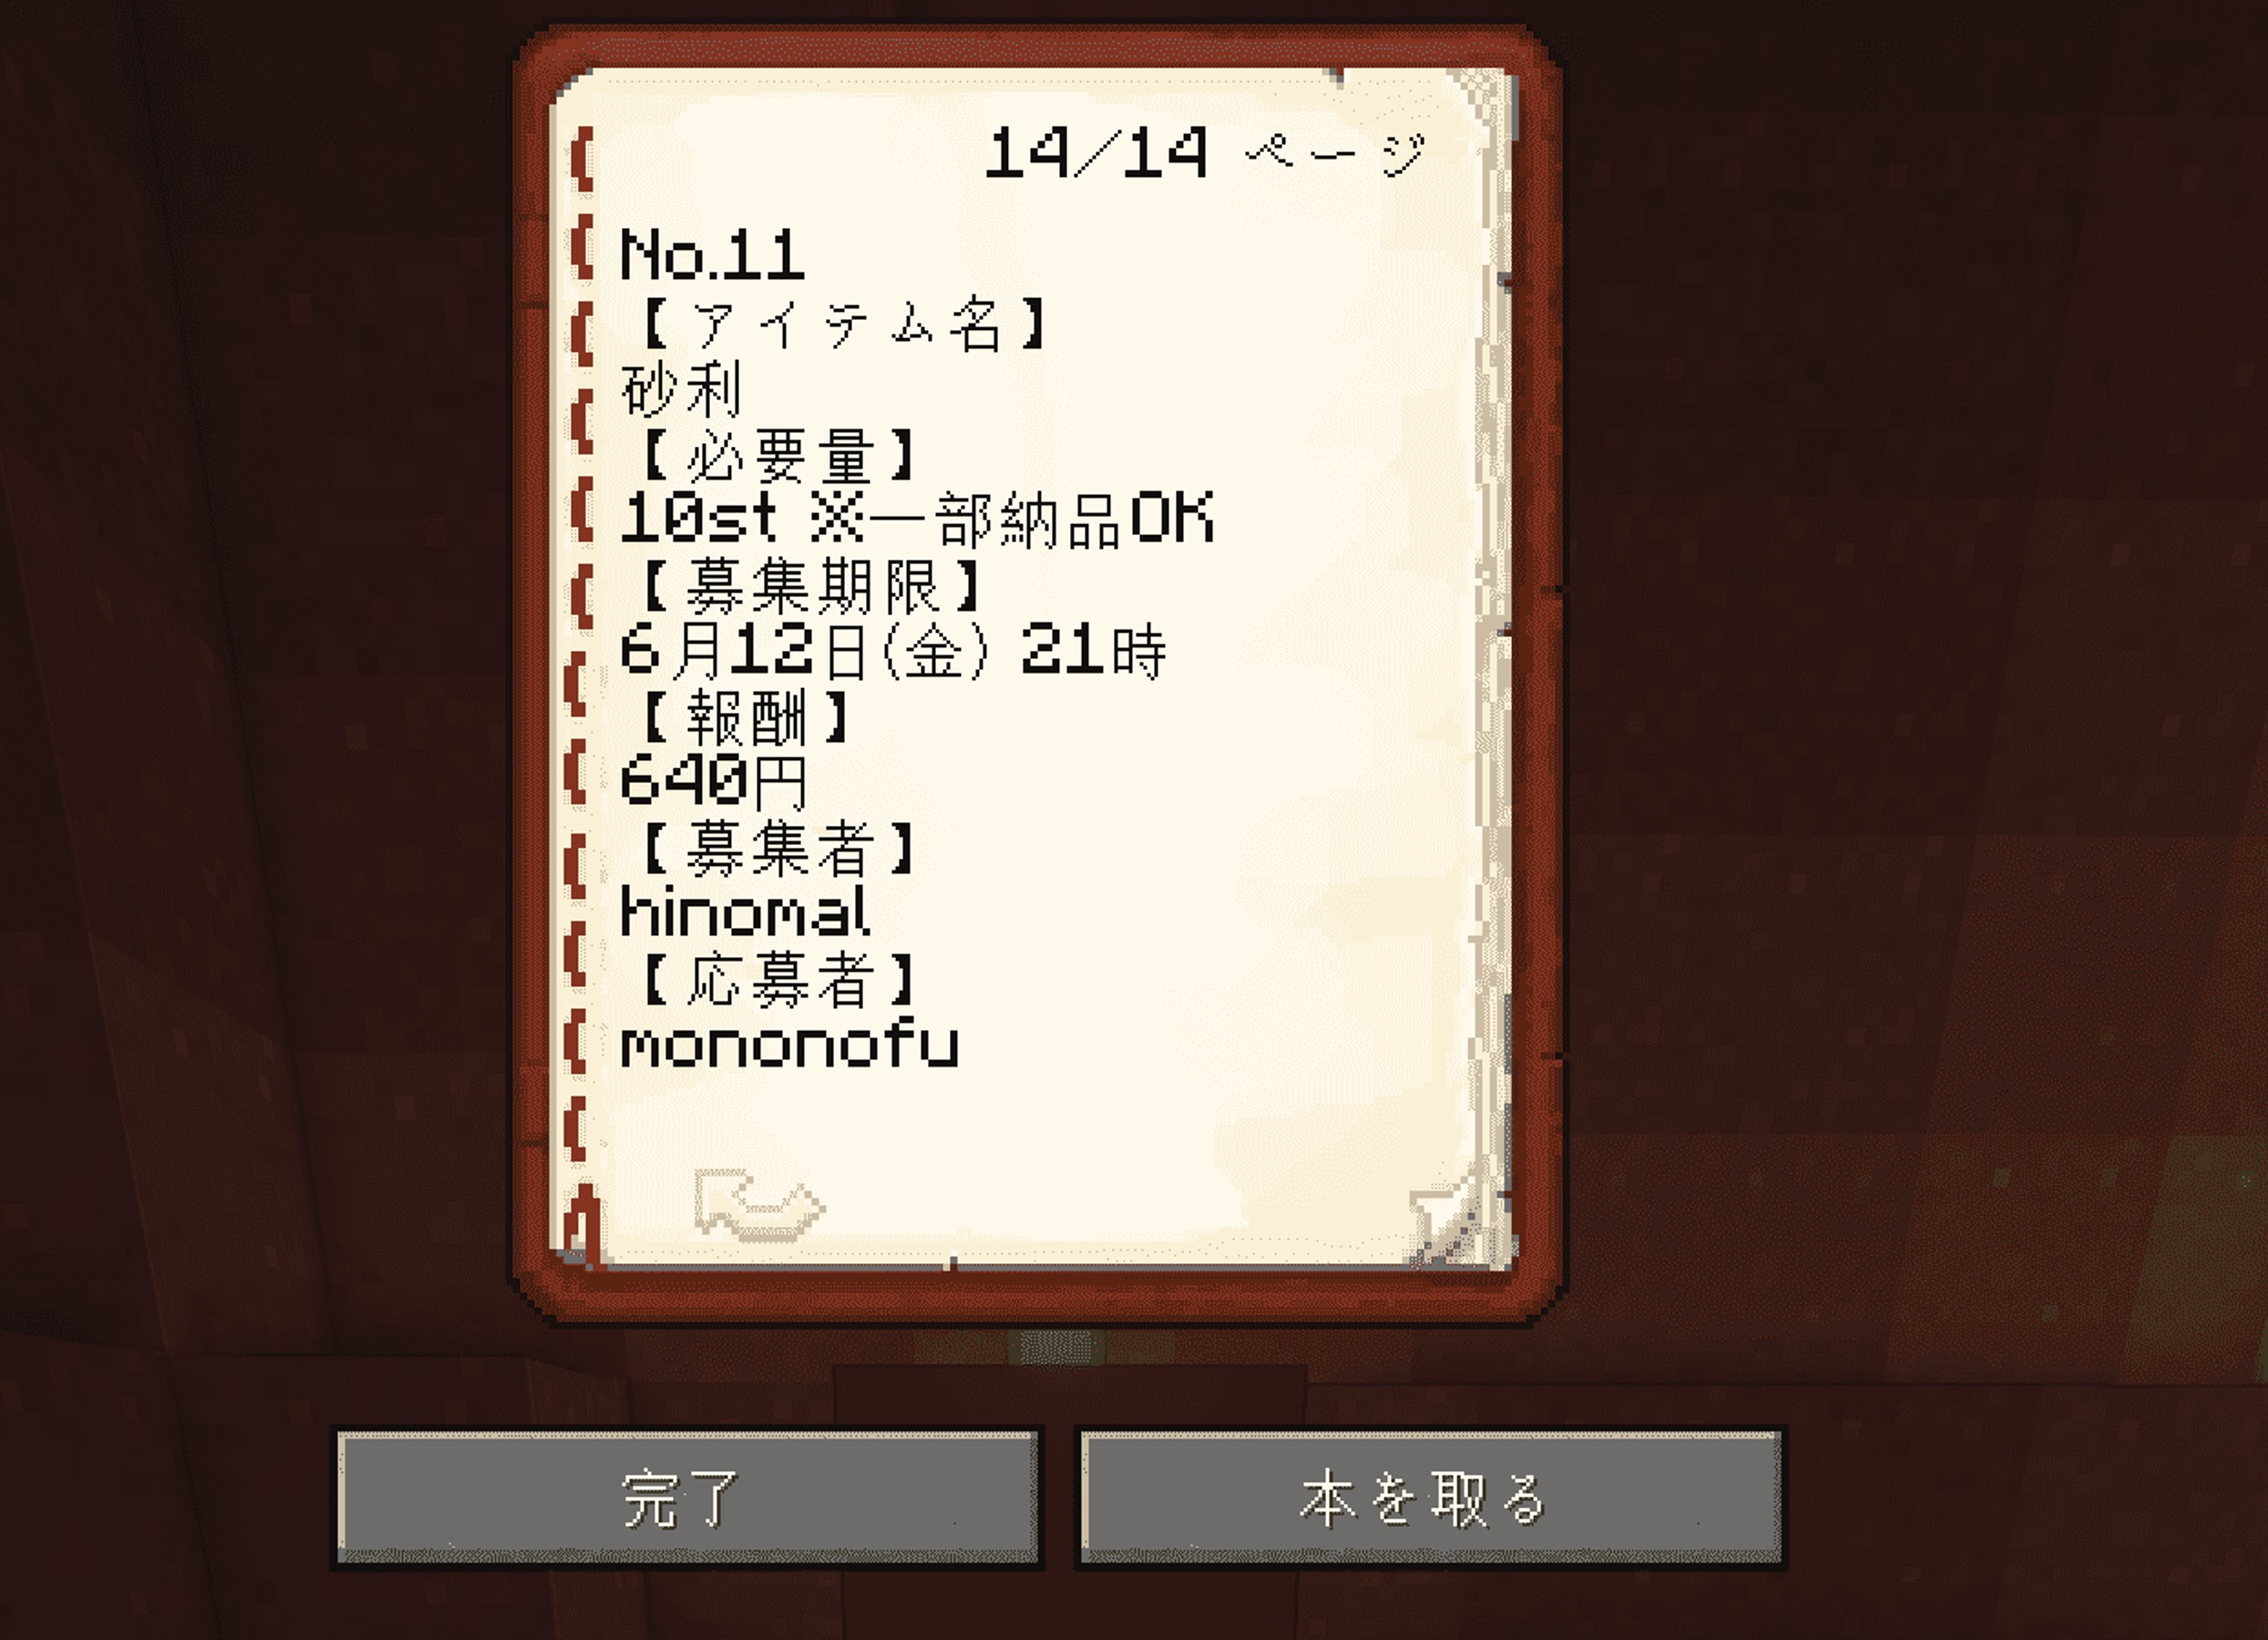 14/14 ページ
No.11
【アイテム名】
砂利
【必要量】
10st ※一部納品OK
【募集期限】
6月12日(金) 21時
【報酬】
640円
【募集者】
hinomal
【応募者】
mononofu
完了
本を取る